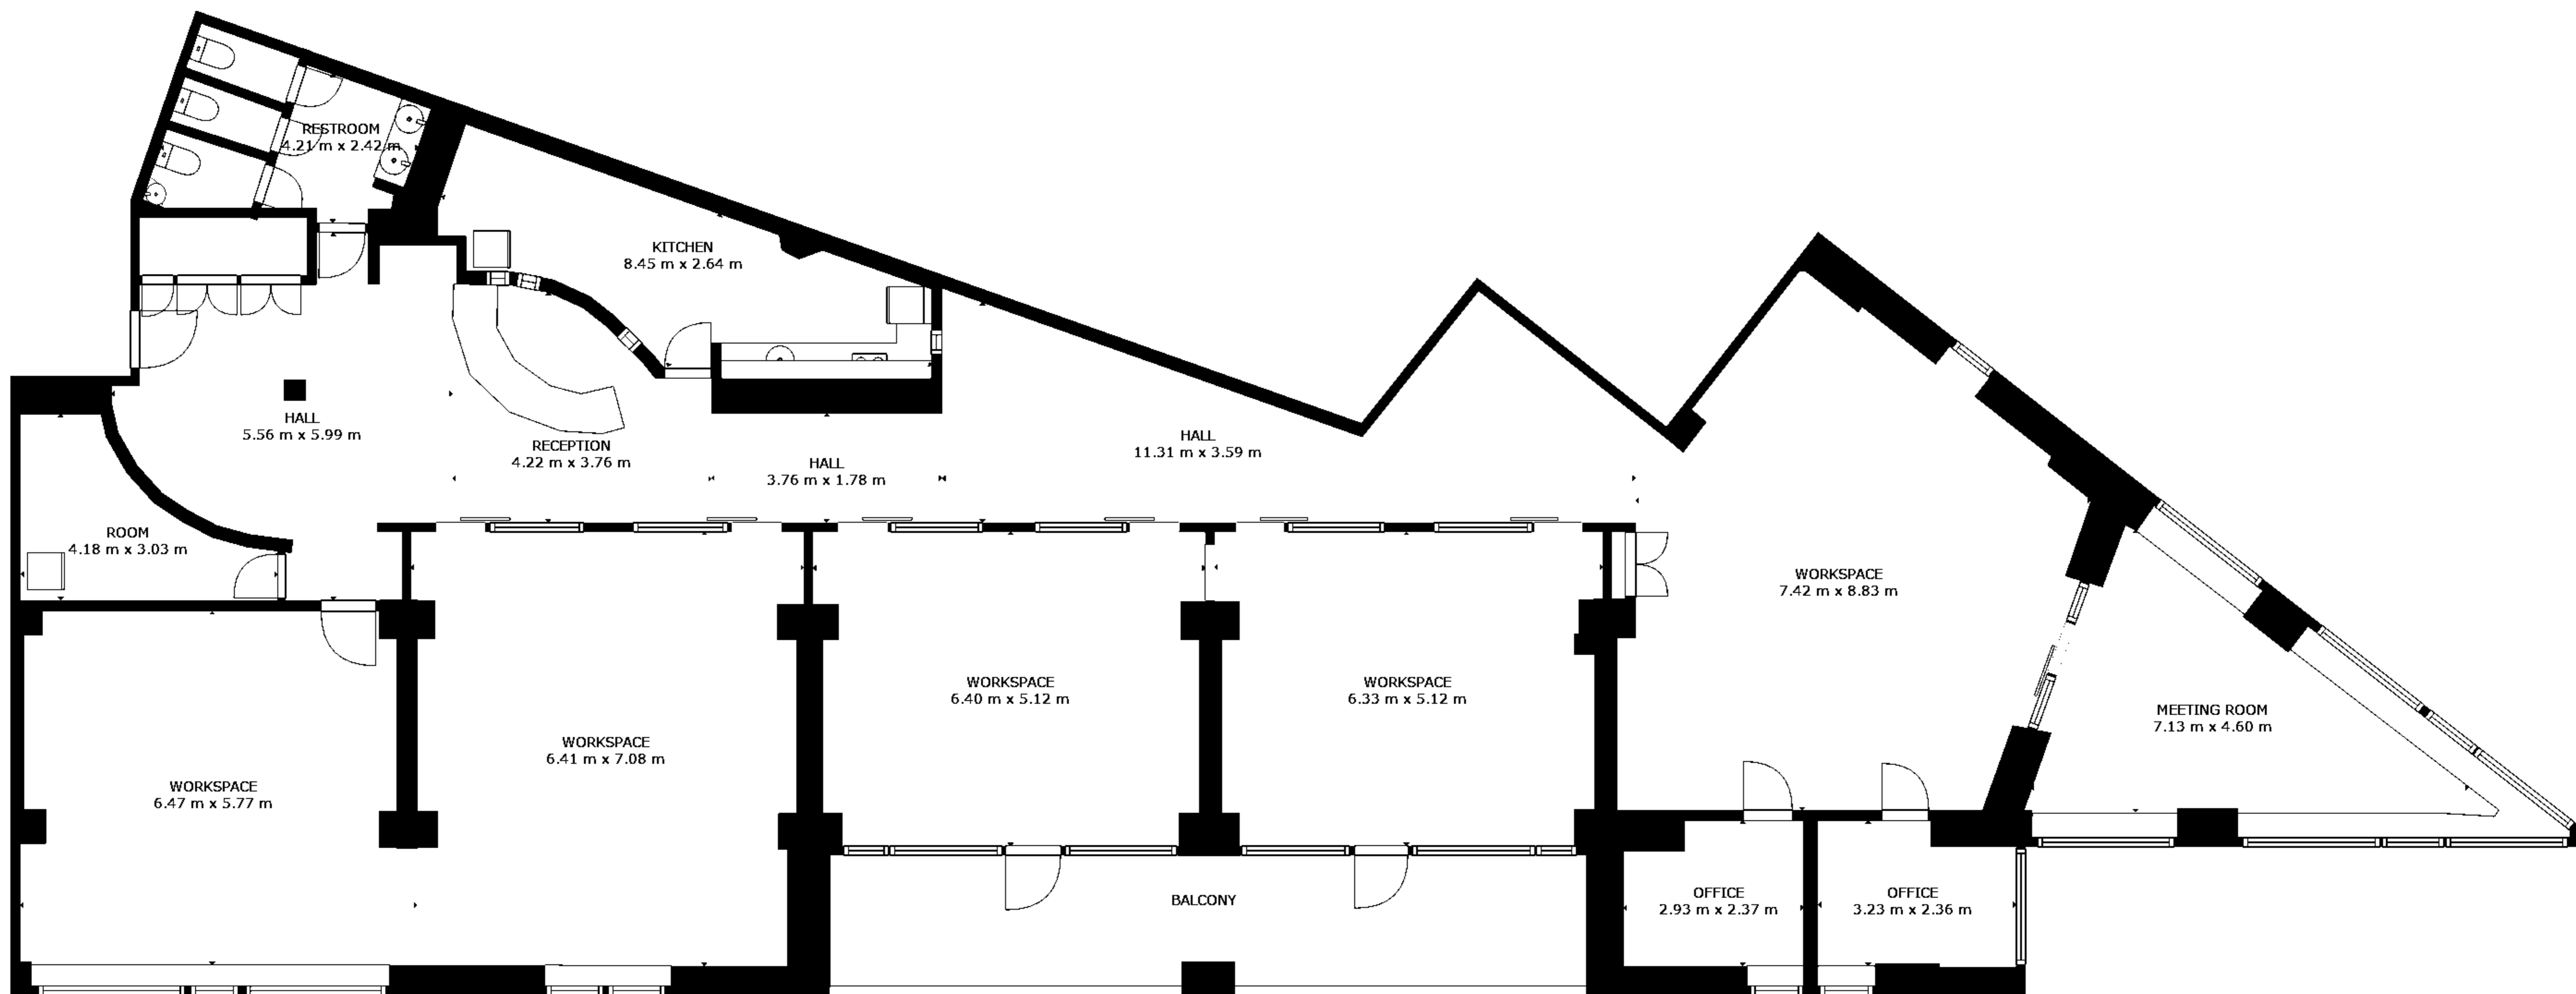 RESTROOM
4.21 m x 2.42 m
KITCHEN
8.45 m x 2.64 m
HALL
5.56 m x 5.99 m
RECEPTION
4.22 m x 3.76 m
HALL
3.76 m x 1.78 m
HALL
11.31 m x 3.59 m
ROOM
4.18 m x 3.03 m
WORKSPACE
7.42 m x 8.83 m
WORKSPACE
6.47 m x 5.77 m
WORKSPACE
6.41 m x 7.08 m
WORKSPACE
6.40 m x 5.12 m
WORKSPACE
6.33 m x 5.12 m
MEETING ROOM
7.13 m x 4.60 m
BALCONY
OFFICE
2.93 m x 2.37 m
OFFICE
3.23 m x 2.36 m